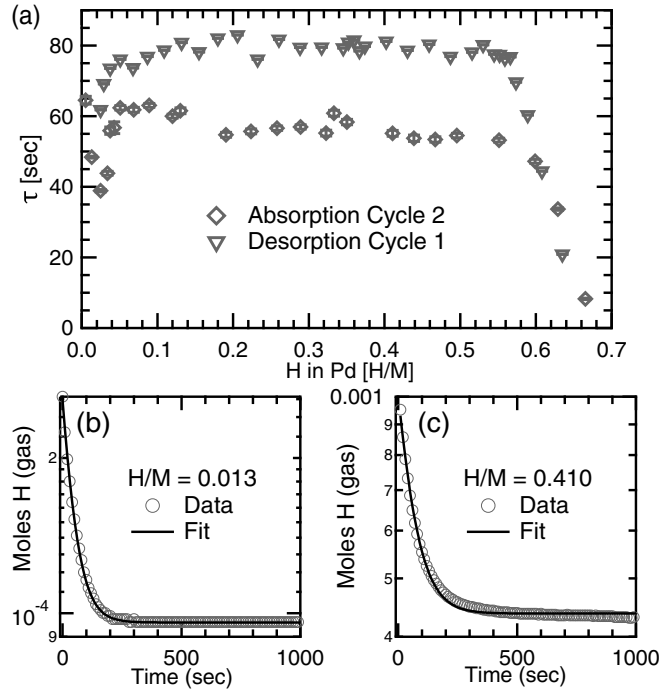 (a)
80
60
40
20
0
τ [sec]
Absorption Cycle 2
Desorption Cycle 1
0.0 0.1 0.2 0.3 0.4 0.5 0.6 0.7
H in Pd [H/M]
(b)
2
10⁻⁴
9
Moles H (gas)
H/M = 0.013
Data
Fit
0 500 1000
Time (sec)
(c)
0.001
9
8
7
6
5
4
Moles H (gas)
H/M = 0.410
Data
Fit
0 500 1000
Time (sec)